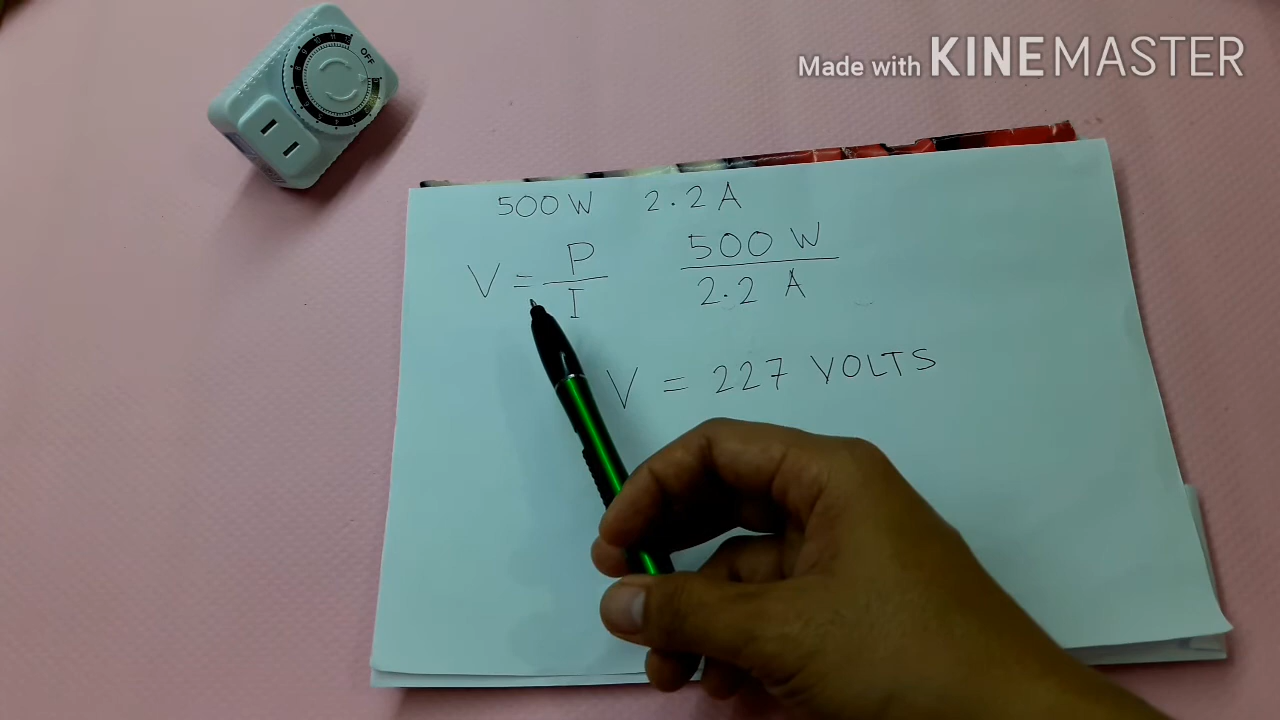 Made with KINEMASTER
OFF
500 W 2.2 A
V = P / I 500 W / 2.2 A
V = 227 VOLTS